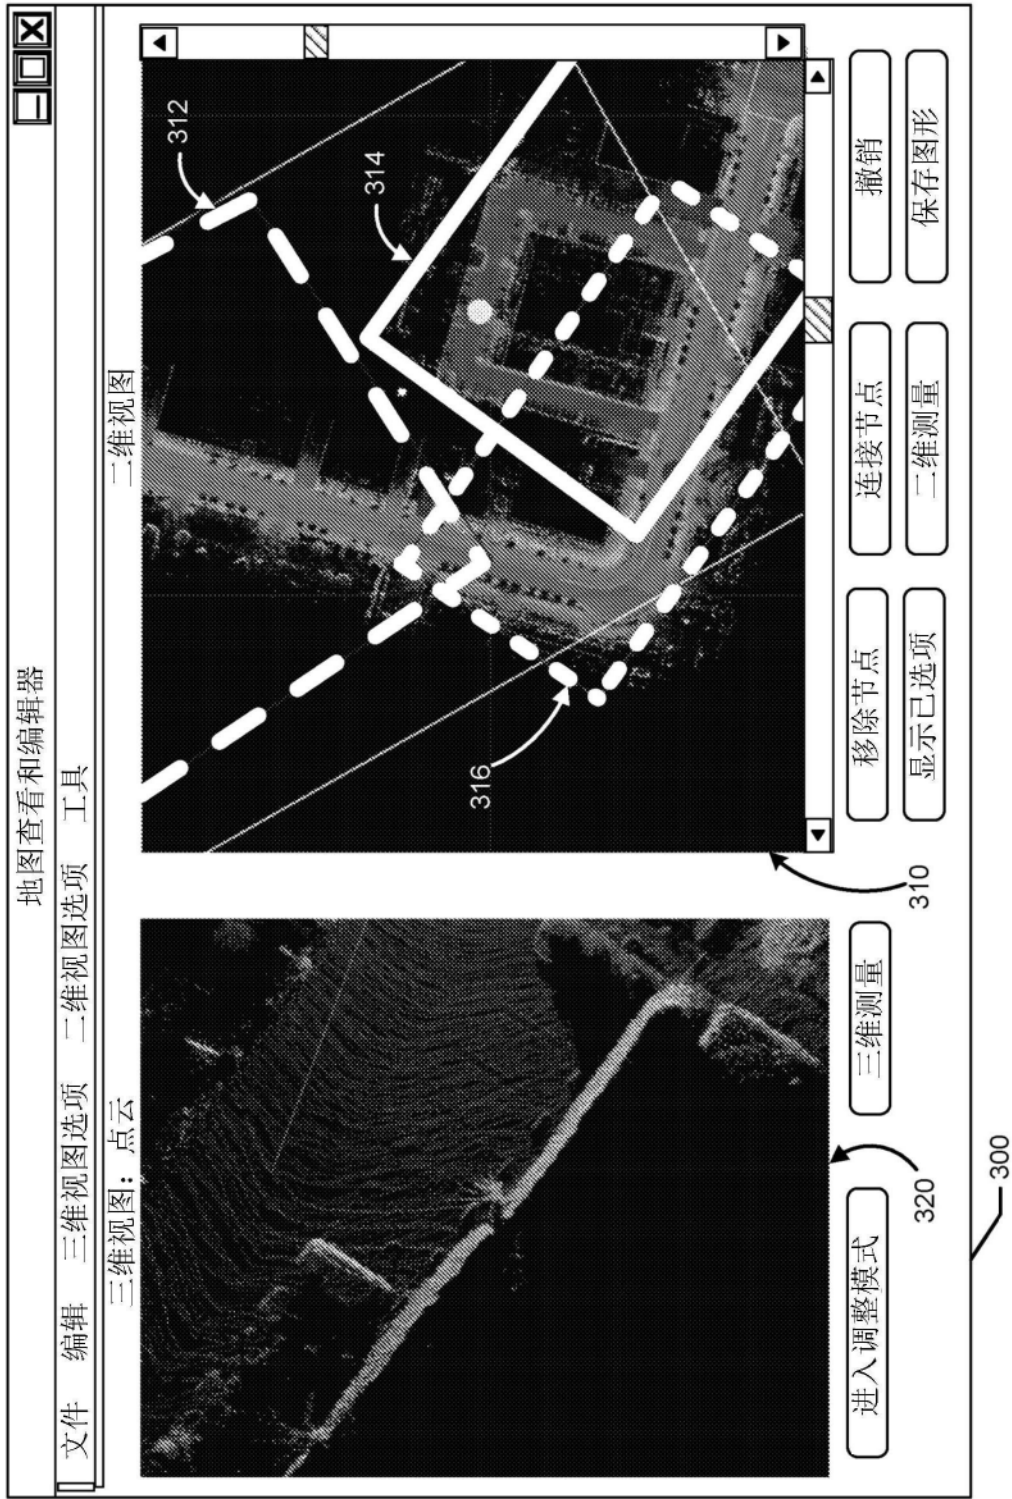 地图查看和编辑器
文件 编辑 三维视图选项 二维视图选项 工具
三维视图：点云
二维视图
312
314
316
310
320
进入调整模式 三维测量
移除节点 连接节点 撤销
显示已选项 二维测量 保存图形
300